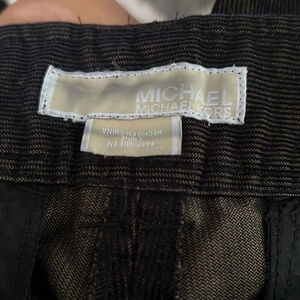 MICHAEL
MICHAEL KORS
FABRIQUE EN
CHINE
HECHO EN CHINA